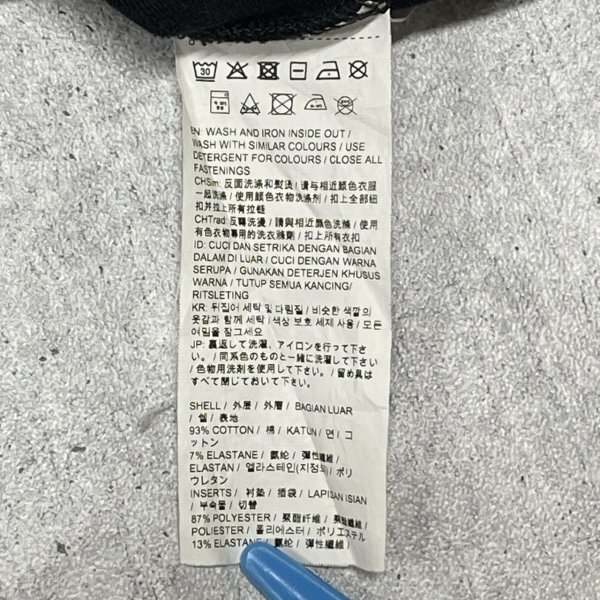 30
EN: WASH AND IRON INSIDE OUT /
WASH WITH SIMILAR COLOURS / USE
DETERGENT FOR COLOURS / CLOSE ALL
FASTENINGS
CHSim: 反面洗涤和熨烫 / 请与相近颜色衣服
一起洗涤 / 使用颜色衣物洗涤剂 / 扣上全部钮
扣并拉上所有拉链
CHTrad: 反轉洗燙 / 請與相近顏色洗滌 / 使用
有色衣物專用的洗衣滌劑 / 扣上所有衣扣
ID: CUCI DAN SETRIKA DENGAN BAGIAN
DALAM DI LUAR / CUCI DENGAN WARNA
SERUPA / GUNAKAN DETERJEN KHUSUS
WARNA / TUTUP SEMUA KANCING/
RITSLETING
KR: 뒤집어 세탁 및 다림질 / 비슷한 색깔의
옷감과 함께 세탁 / 색상 보호 세제 사용 / 모든
여밈을 잠그세요
JP: 裏返して洗濯、アイロンを行って下さ
い。 / 同系色のものと一緒に洗濯して下さい
/ 色物用洗剤を使用して下さい。 / 留め具は
すべて閉じておいて下さい。
SHELL / 外层 / 外層 / BAGIAN LUAR
/ 쉘 / 表地
93% COTTON / 棉 / KATUN / 면 / コ
ットン
7% ELASTANE / 氨纶 / 彈性纖維 /
ELASTAN / 엘라스테인(지정외) / ポリ
ウレタン
INSERTS / 衬垫 / 插袋 / LAPISAN ISIAN
/ 부속물 / 切替
87% POLYESTER / 聚酯纤维 / 聚酯纖維 /
POLIESTER / 폴리에스터 / ポリエステル
13% ELASTANE / 氨纶 / 彈性纖維 /